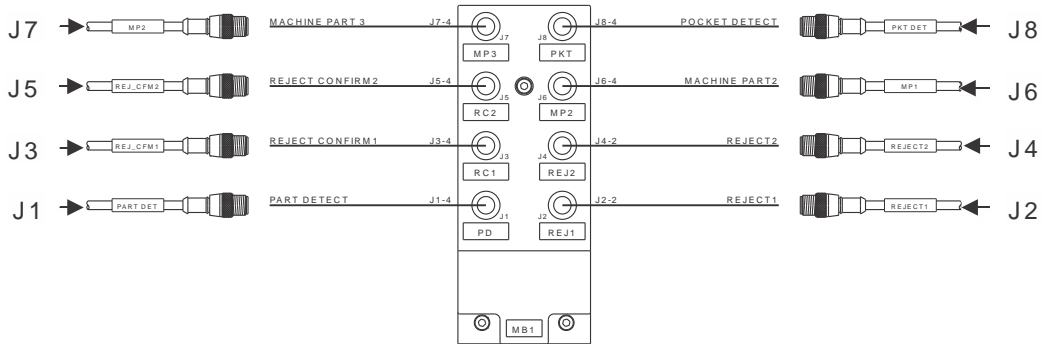 J7 MP2 MACHINE PART 3 J7-4 J7 J8 J8-4 POCKET DETECT PKT DET J8
MP3 PKT
J5 REJ_CFM2 REJECT CONFIRM2 J5-4 J5 J6 J6-4 MACHINE PART2 MP1 J6
RC2 MP2
J3 REJ_CFM1 REJECT CONFIRM1 J3-4 J3 J4 J4-2 REJECT2 REJECT2 J4
RC1 REJ2
J1 PART DET PART DETECT J1-4 J1 J2 J2-2 REJECT1 REJECT1 J2
PD REJ1
MB1